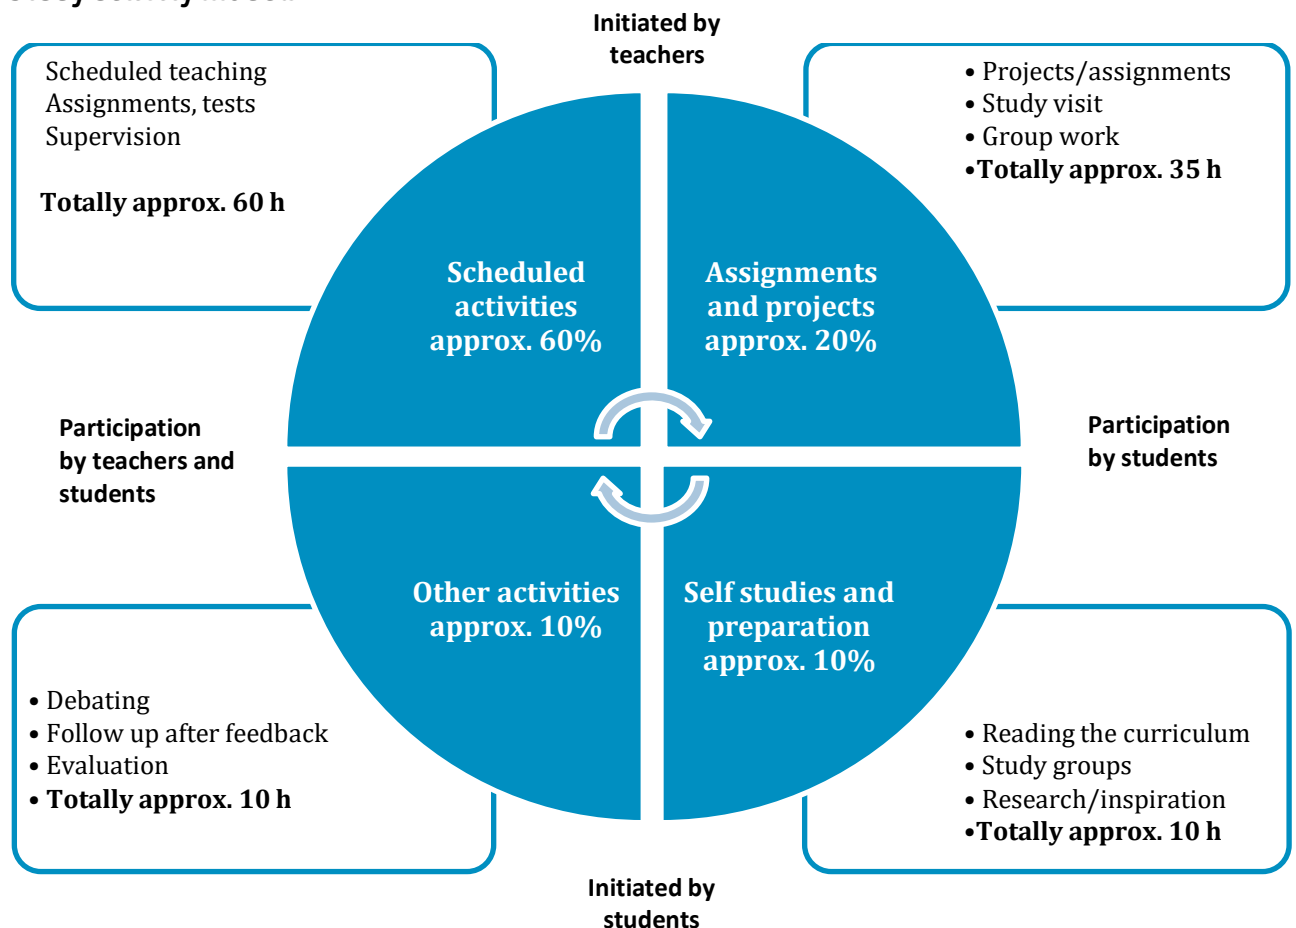 Initiated by
teachers
Scheduled teaching
Assignments, tests
Supervision
Totally approx. 60 h
• Projects/assignments
• Study visit
• Group work
•Totally approx. 35 h
Scheduled
activities
approx. 60%
Assignments
and projects
approx. 20%
Participation
by teachers and
students
Participation
by students
Other activities
approx. 10%
Self studies and
preparation
approx. 10%
• Debating
• Follow up after feedback
• Evaluation
• Totally approx. 10 h
• Reading the curriculum
• Study groups
• Research/inspiration
•Totally approx. 10 h
Initiated by
students